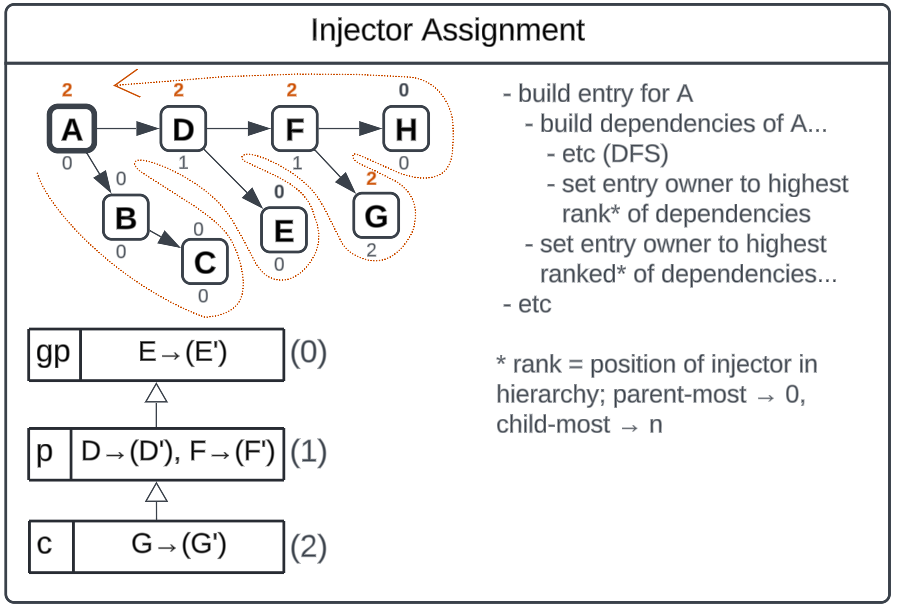 Injector Assignment
2 2 2 0
A D F H
0 1 1 0
0 0 2
B E G
0 C 0 2
0
0
- build entry for A
- build dependencies of A...
- etc (DFS)
- set entry owner to highest
rank* of dependencies
- set entry owner to highest
ranked* of dependencies...
- etc
gp E→(E') (0)
p D→(D'), F→(F') (1)
c G→(G') (2)
* rank = position of injector in
hierarchy; parent-most → 0,
child-most → n